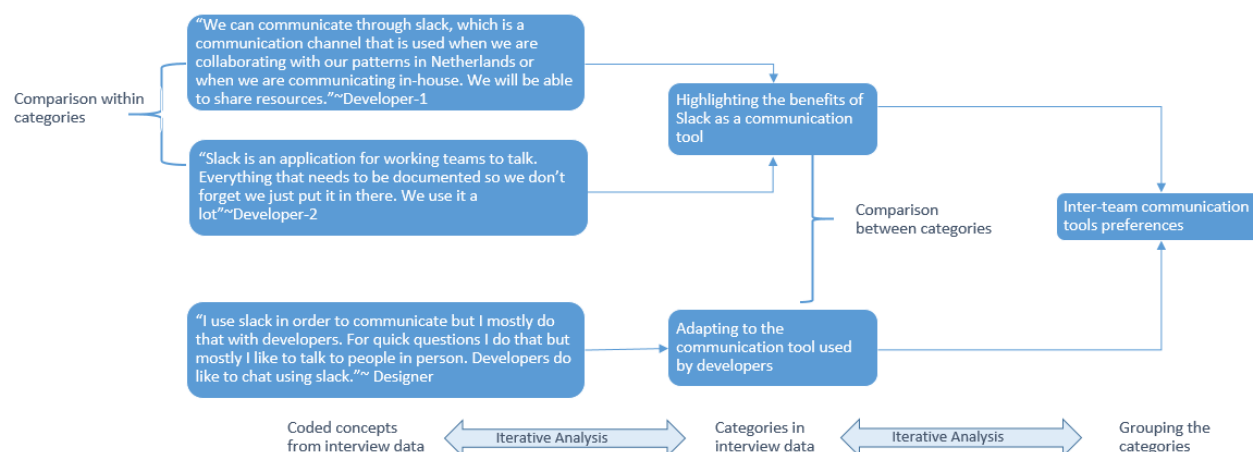 “We can communicate through slack, which is a
communication channel that is used when we are
collaborating with our patterns in Netherlands or
when we are communicating in-house. We will be able
to share resources.”~Developer-1
Comparison within
categories
Highlighting the benefits of
Slack as a communication
tool
“Slack is an application for working teams to talk.
Everything that needs to be documented so we don’t
forget we just put it in there. We use it a
lot”~Developer-2
Comparison
between categories
Inter-team communication
tools preferences
“I use slack in order to communicate but I mostly do
that with developers. For quick questions I do that but
mostly I like to talk to people in person. Developers do
like to chat using slack.”~ Designer
Adapting to the
communication tool used
by developers
Coded concepts
from interview data
Iterative Analysis
Categories in
interview data
Iterative Analysis
Grouping the
categories